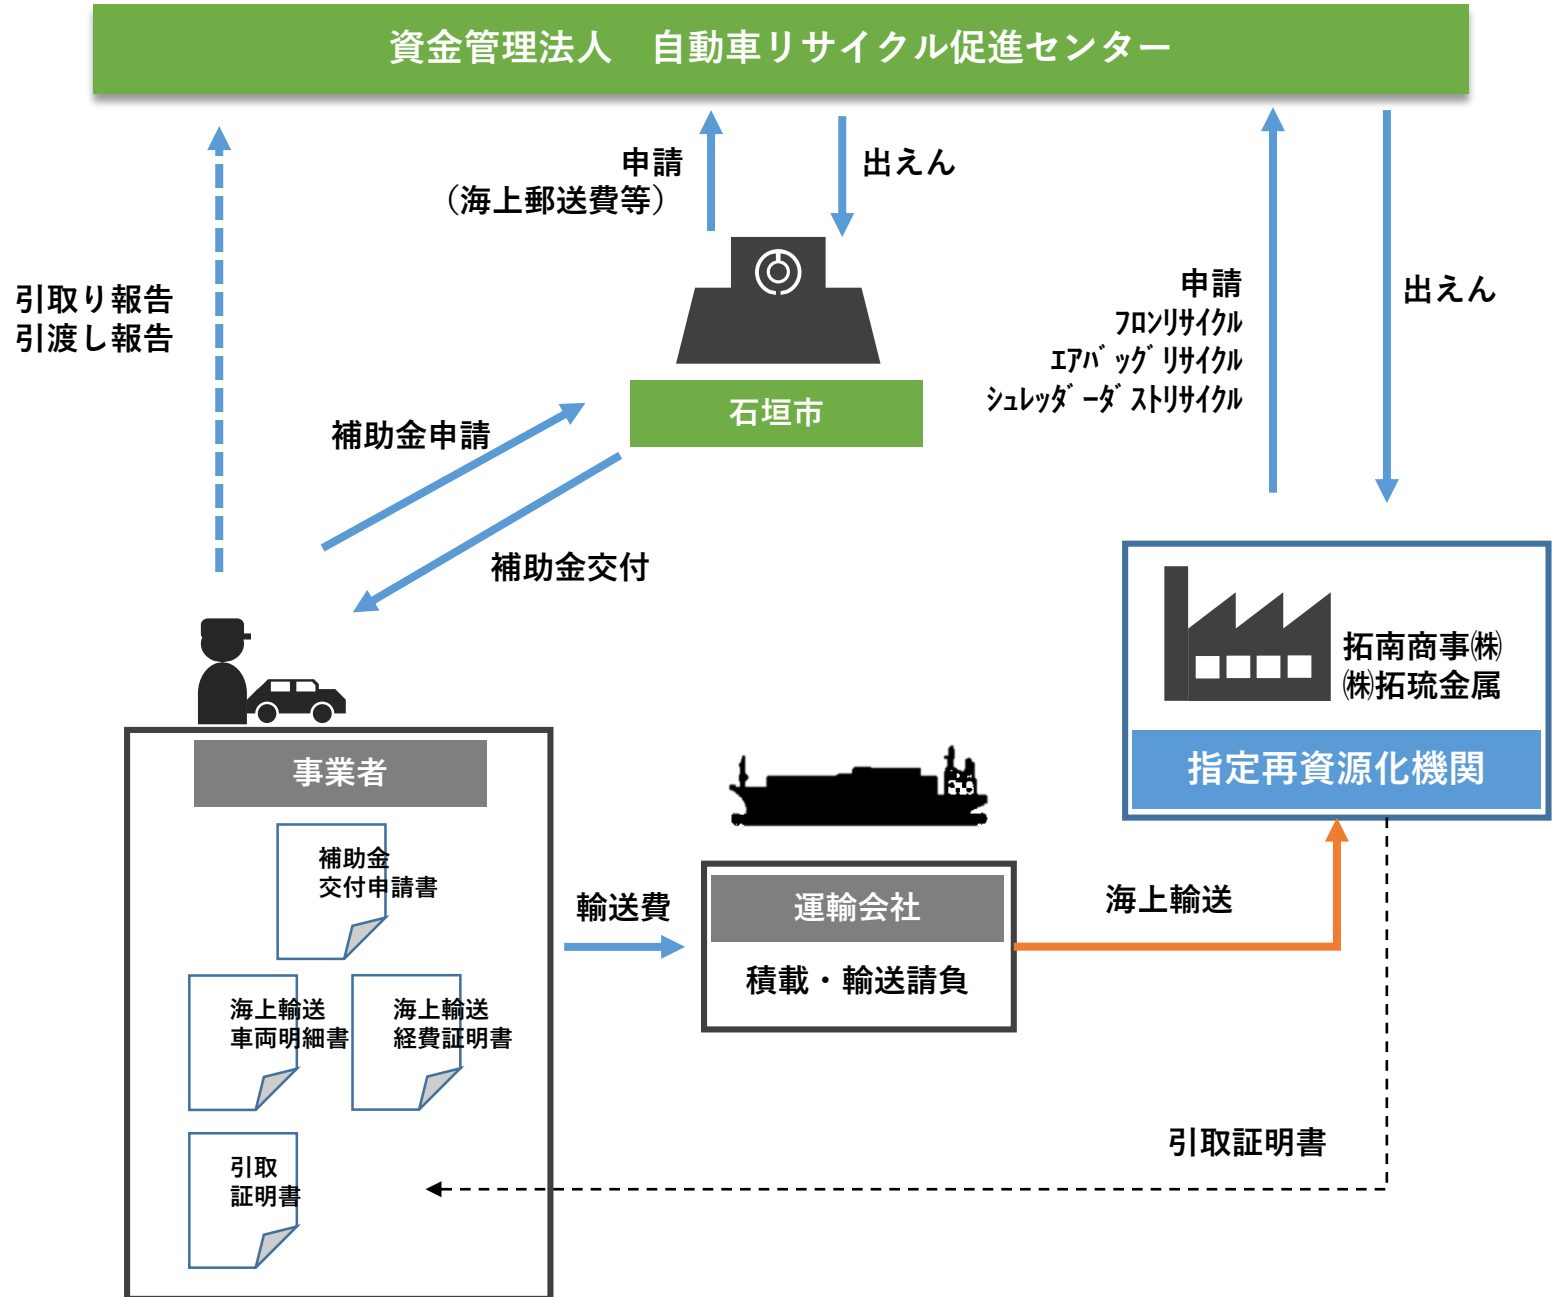 資金管理法人　自動車リサイクル促進センター
申請
（海上郵送費等）
出えん
引取り報告
引渡し報告
申請
ﾌﾛﾝﾘｻｲｸﾙ
ｴｱﾊﾞｯｸﾞﾘｻｲｸﾙ
ｼｭﾚｯﾀﾞｰﾀﾞｽﾄﾘｻｲｸﾙ
出えん
石垣市
補助金申請
補助金交付
拓南商事㈱
㈱拓琉金属
指定再資源化機関
事業者
補助金
交付申請書
海上輸送
車両明細書
海上輸送
経費証明書
引取
証明書
輸送費
運輸会社
積載・輸送請負
海上輸送
引取証明書